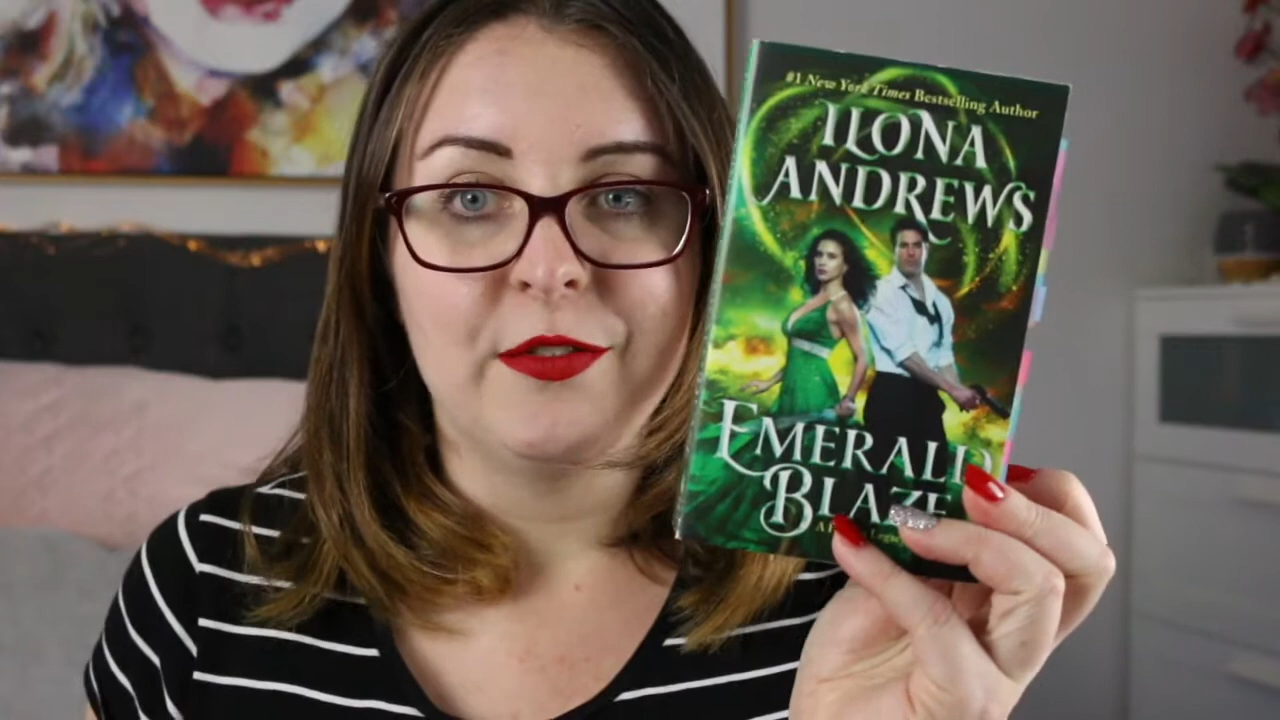 #1 New York Times Bestselling Author
ILONA
ANDREWS
EMERALD
BLAZE
A